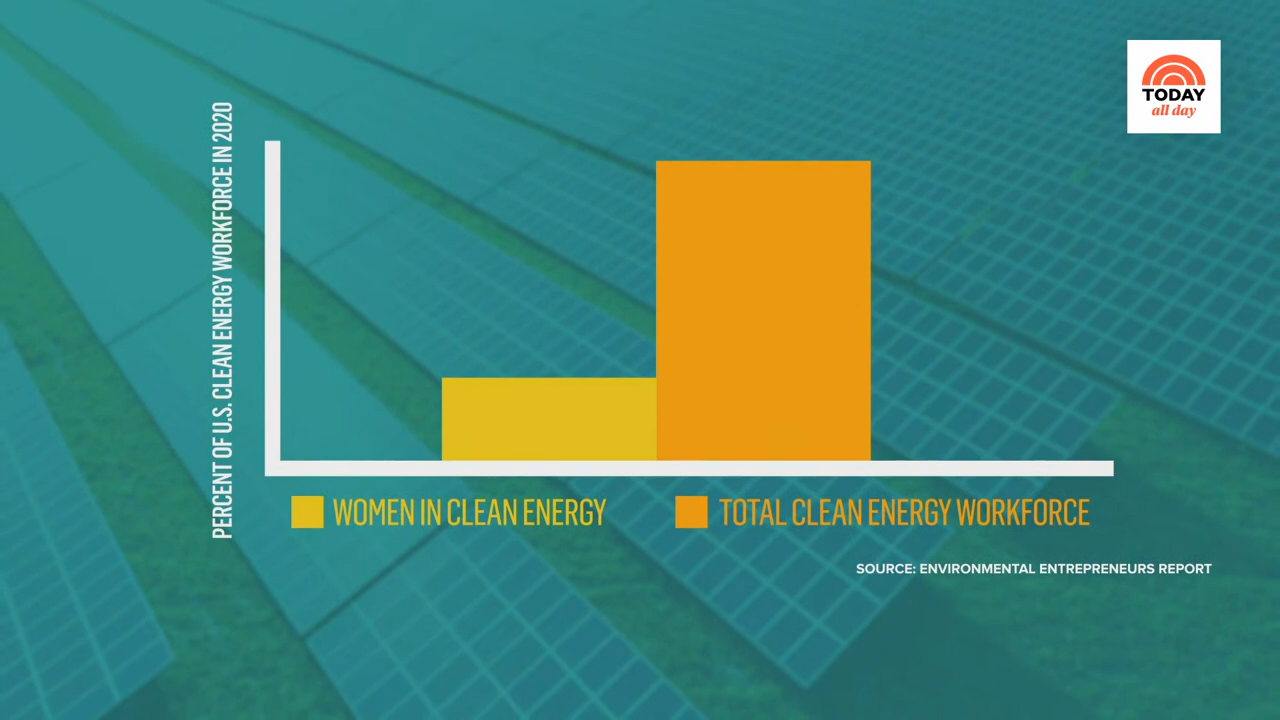 TODAY
all day
PERCENT OF U.S. CLEAN ENERGY WORKFORCE IN 2020
WOMEN IN CLEAN ENERGY
TOTAL CLEAN ENERGY WORKFORCE
SOURCE: ENVIRONMENTAL ENTREPRENEURS REPORT